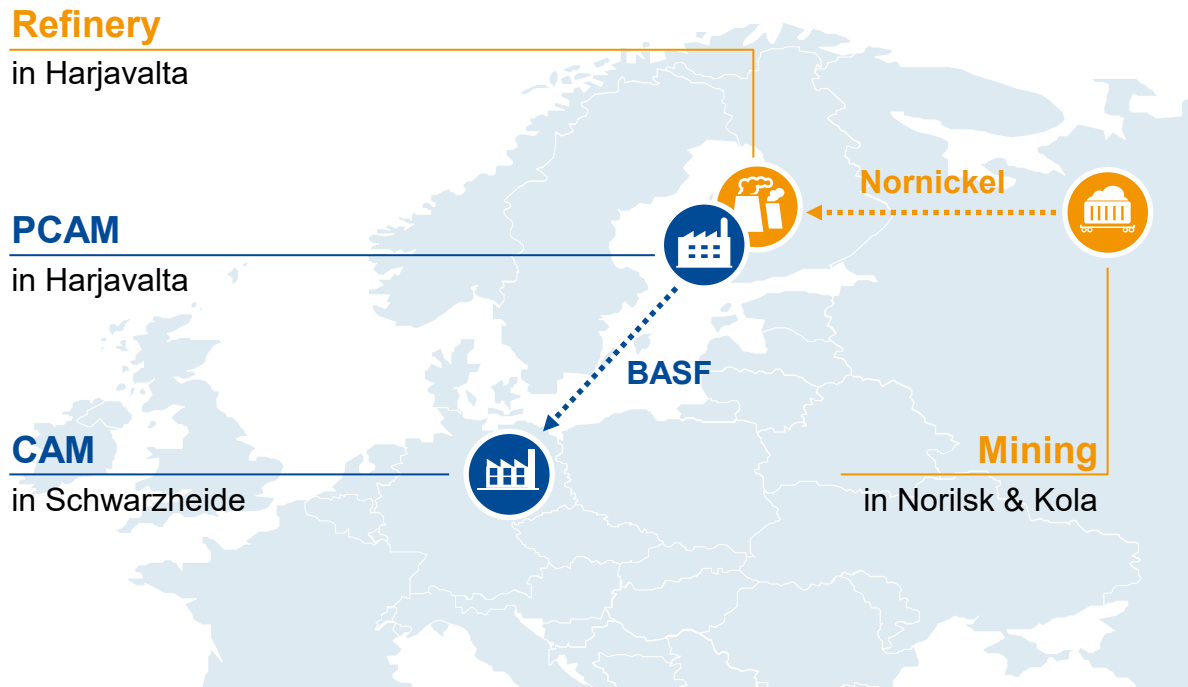 Refinery
in Harjavalta
Nornickel
PCAM
in Harjavalta
BASF
CAM
in Schwarzheide
Mining
in Norilsk & Kola